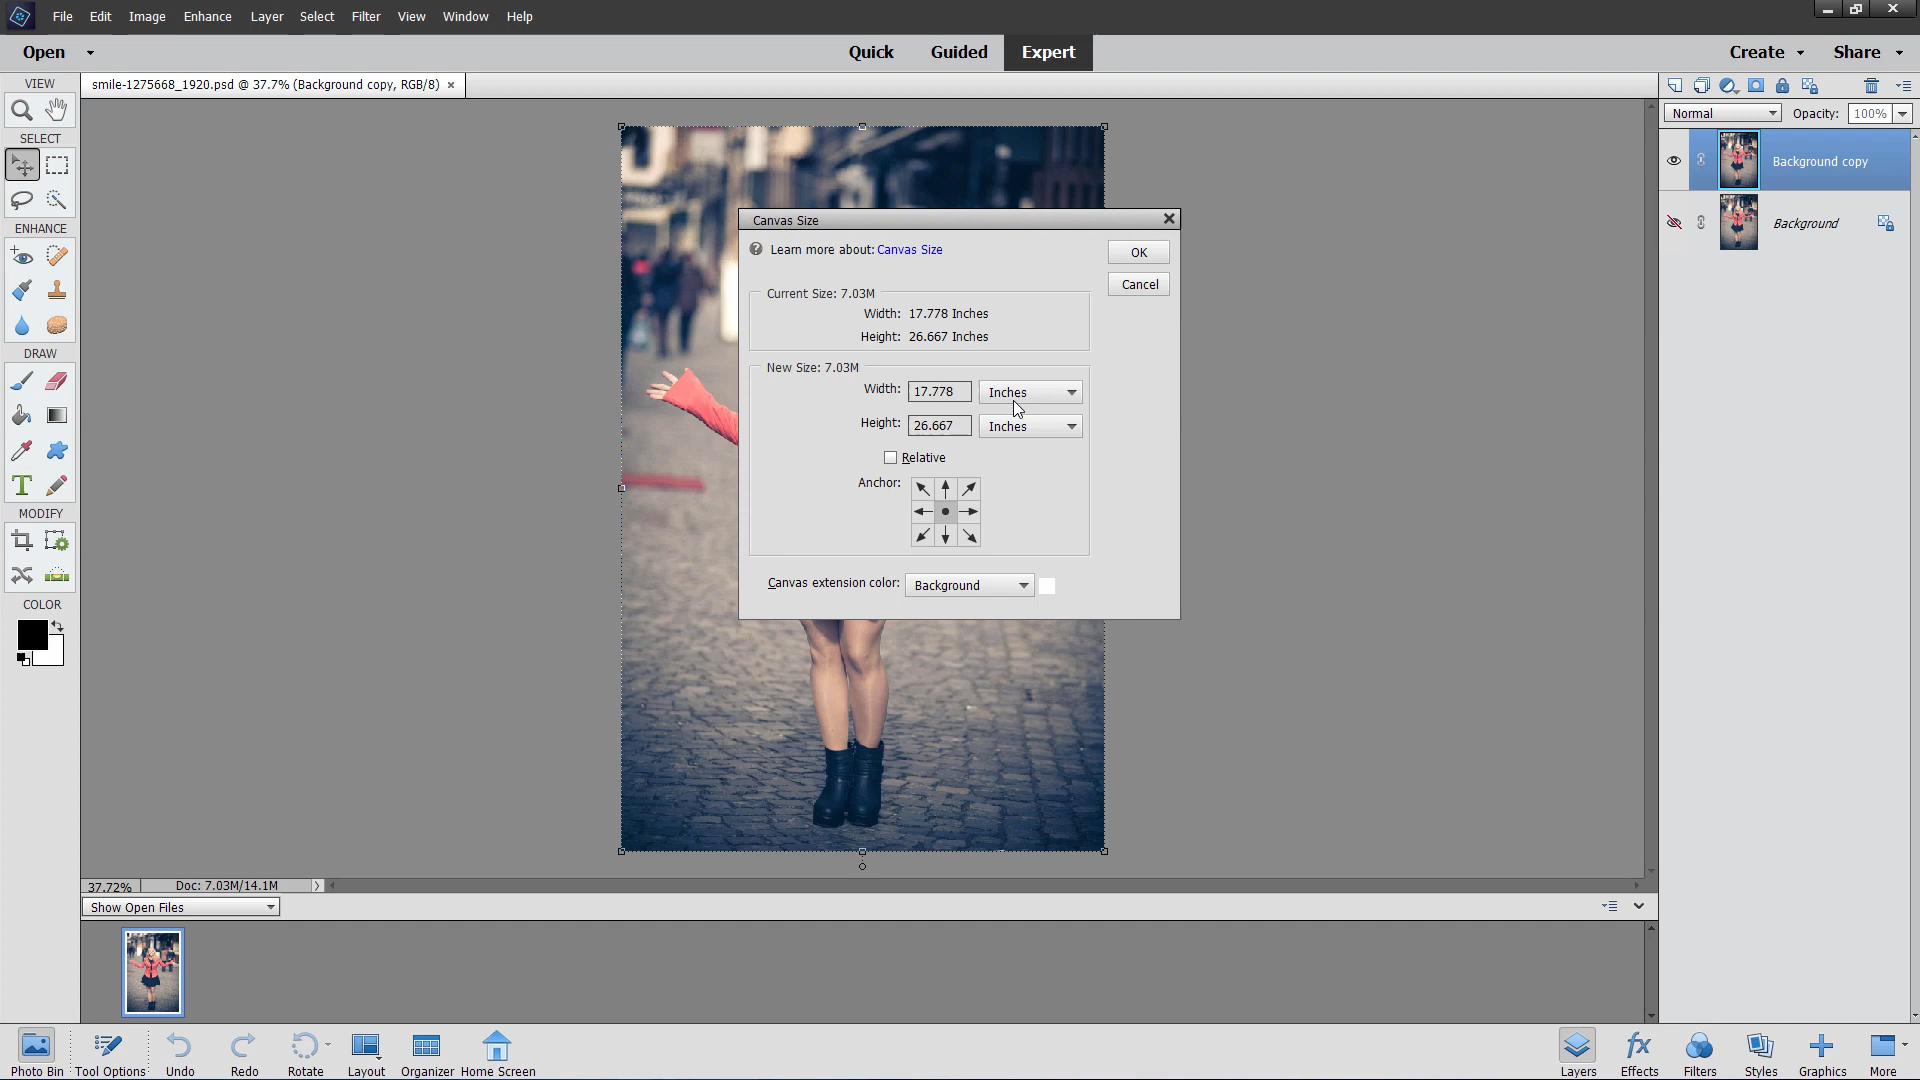 File Edit Image Enhance Layer Select Filter View Window Help
Open Quick Guided Expert Create Share
VIEW
smile-1275668_1920.psd @ 37.7% (Background copy, RGB/8) ×
Normal Opacity: 100%
SELECT
Background copy
Background
ENHANCE
DRAW
MODIFY
COLOR
Canvas Size
Learn more about: Canvas Size
OK
Cancel
Current Size: 7.03M
Width: 17.778 Inches
Height: 26.667 Inches
New Size: 7.03M
Width: 17.778 Inches
Height: 26.667 Inches
Relative
Anchor:
Canvas extension color: Background
37.72% Doc: 7.03M/14.1M
Show Open Files
Photo Bin Tool Options Undo Redo Rotate Layout Organizer Home Screen Layers Effects Filters Styles Graphics More